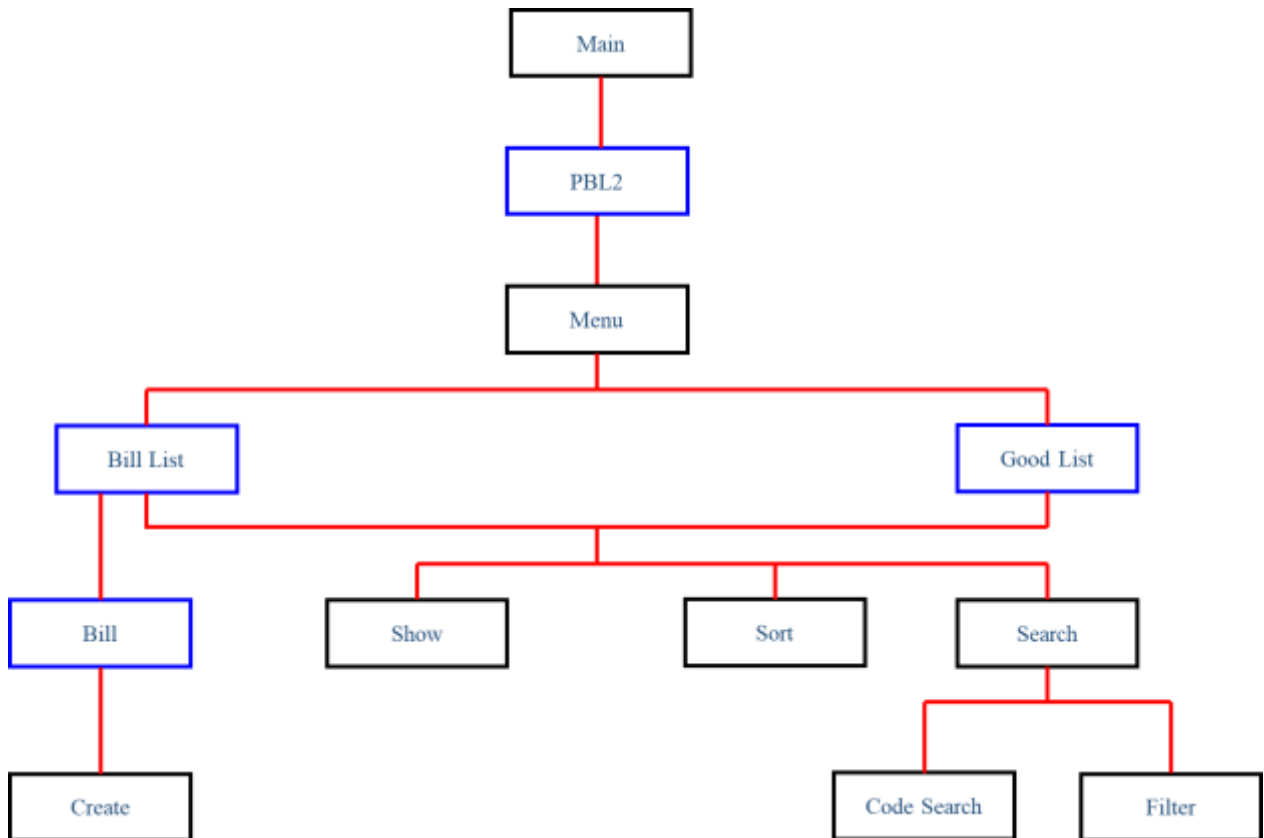 Main
PBL2
Menu
Bill List
Good List
Bill
Show
Sort
Search
Create
Code Search
Filter